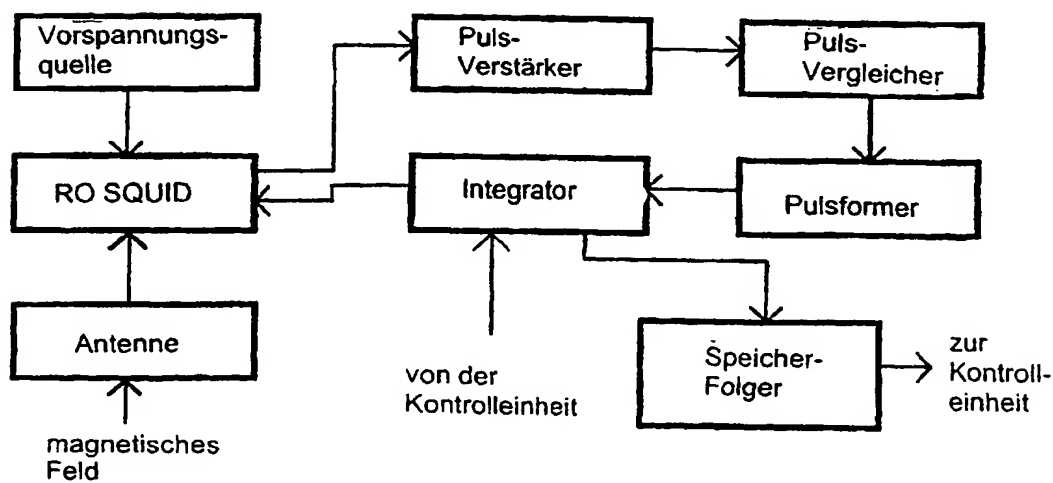 Vorspannungs-
quelle
Puls-
Verstärker
Puls-
Vergleicher
RO SQUID
Integrator
Pulsformer
Antenne
Speicher-
Folger
zur
Kontroll-
einheit
von der
Kontrolleinheit
magnetisches
Feld